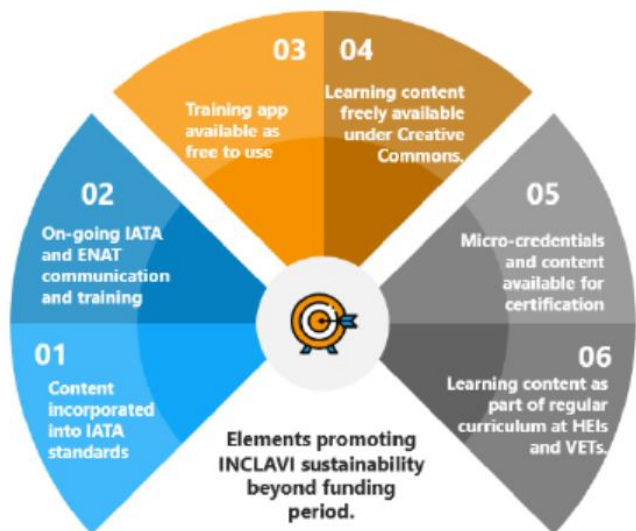 01
Content
incorporated
into IATA
standards
02
On-going IATA
and ENAT
communication
and training
03
Training app
available as
free to use
04
Learning content
freely available
under Creative
Commons.
05
Micro-credentials
and content
available for
certification
06
Learning content as
part of regular
curriculum at HEIs
and VETs.
Elements promoting
INCLAVI sustainability
beyond funding
period.